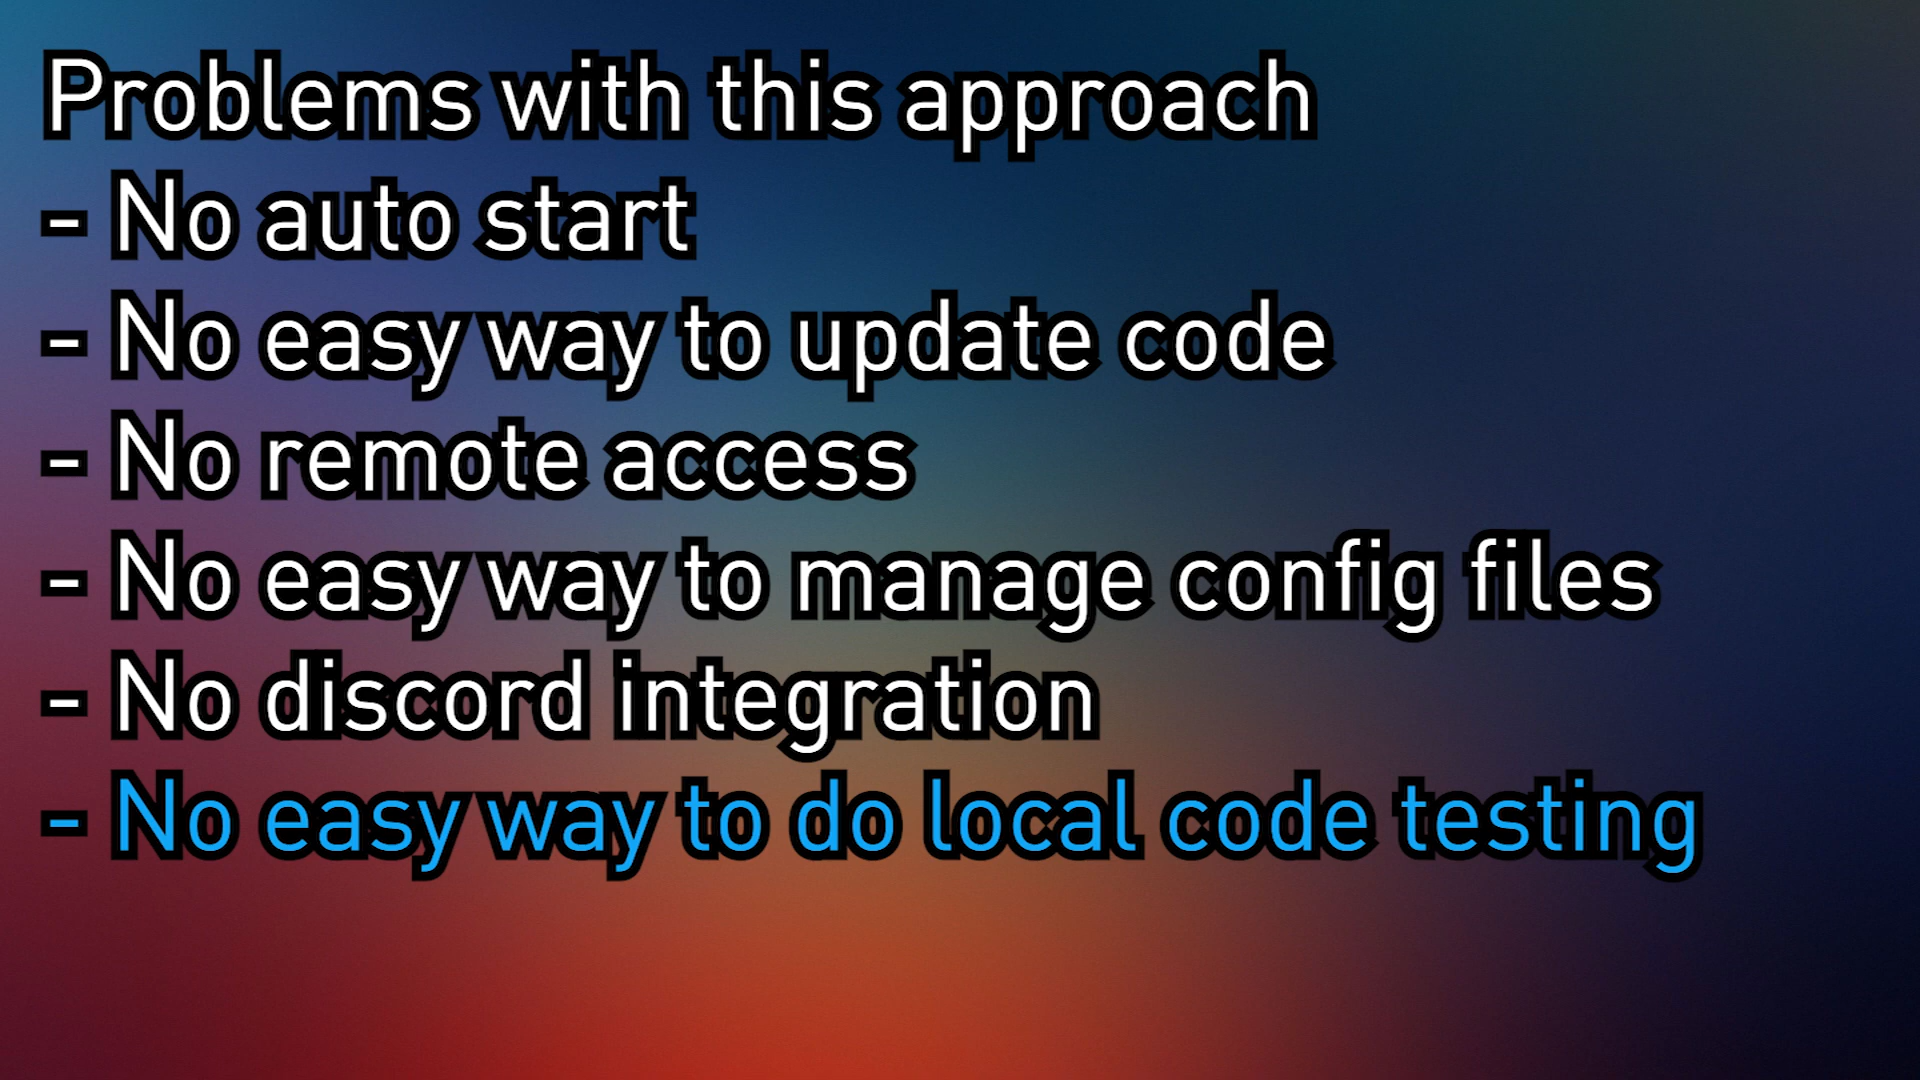 Problems with this approach
- No auto start
- No easy way to update code
- No remote access
- No easy way to manage config files
- No discord integration
- No easy way to do local code testing